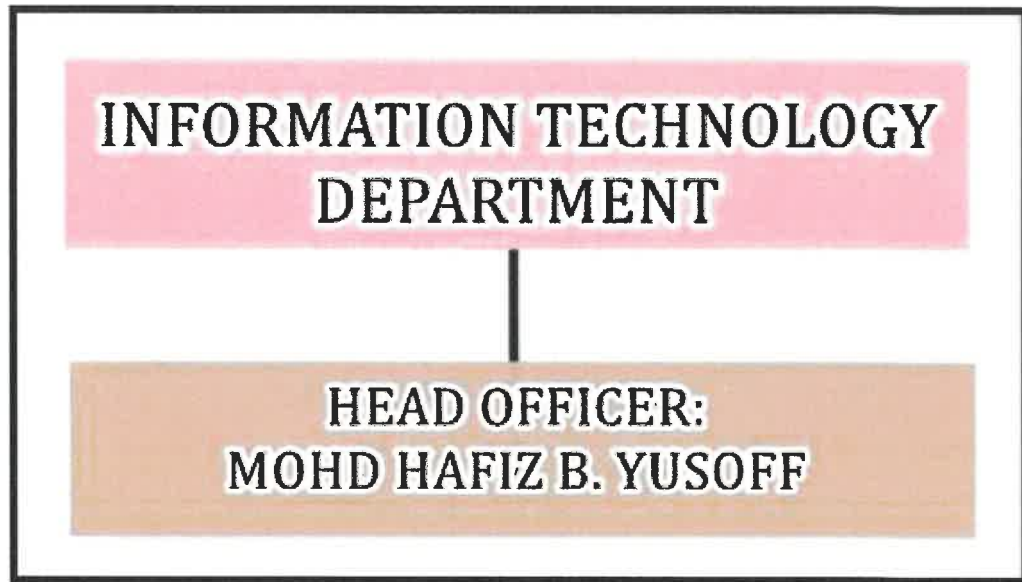 INFORMATION TECHNOLOGY
DEPARTMENT
HEAD OFFICER:
MOHD HAFIZ B. YUSOFF